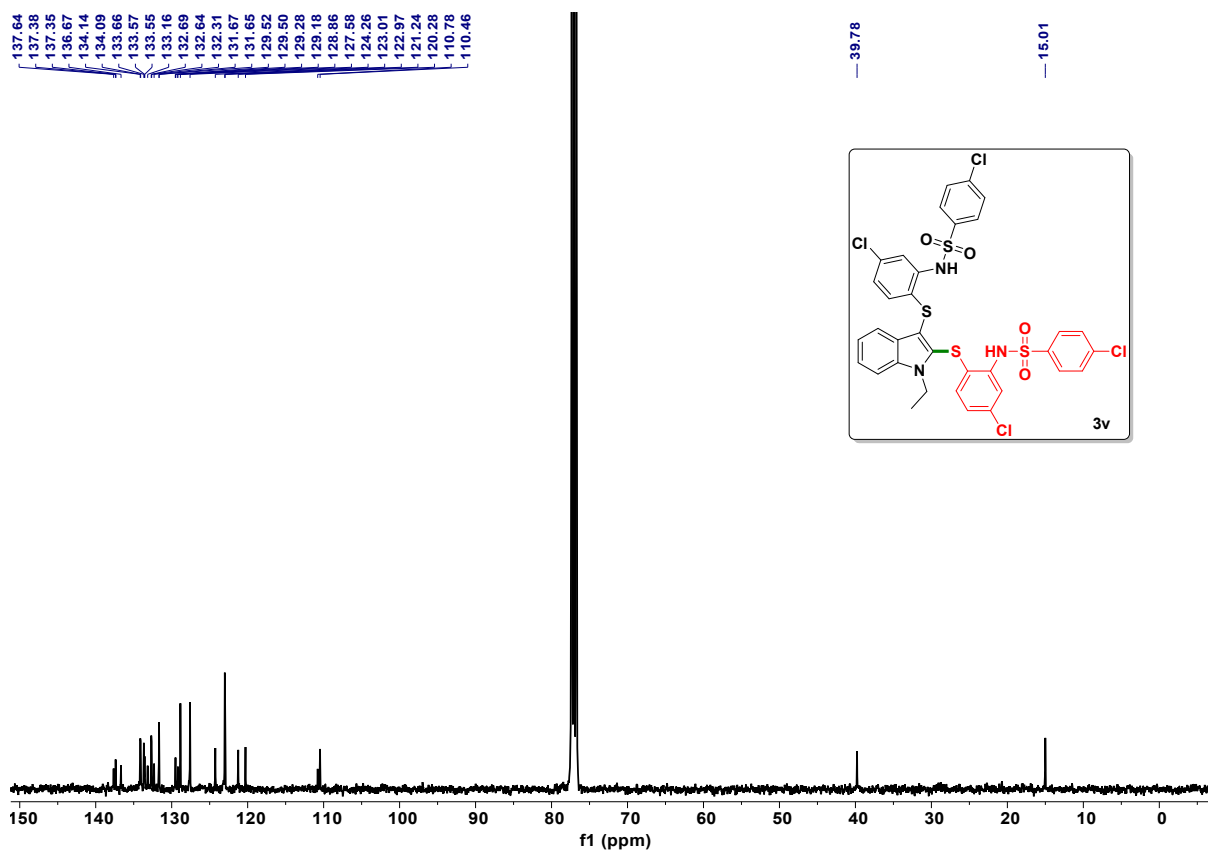 137.64
137.38
137.35
136.67
134.14
134.09
133.66
133.57
133.55
133.16
132.69
132.64
132.31
131.67
131.65
129.52
129.50
129.28
129.18
128.86
127.58
124.26
123.01
122.97
121.24
120.28
110.78
110.46
39.78
15.01
Cl
O
S
O
Cl
NH
S
O
S
HN
S
Cl
N
O
Cl
3v
150 140 130 120 110 100 90 80 70 60 50 40 30 20 10 0
f1 (ppm)